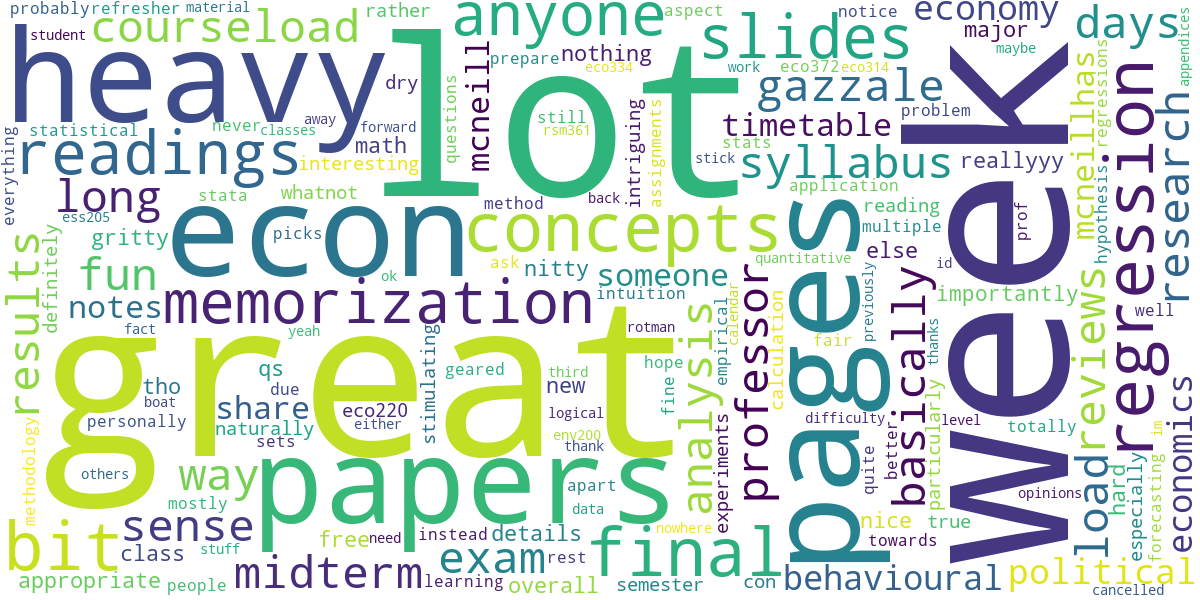 probably refresher material
student
courseload
rather
anyone
aspect
notice
economy
major
maybe
days
appendices
heavy
lot
slides
prepare
nothing
eco334
work
eco372
eco314
gazzale
week
regressions
mcneillhas
regression
research
dry
mcneill
questions
still
rsm361
stats
timetable
problem
statistical
never
classes
away
forward
math
interesting
readings
intriguing
assignments
stick
syllabus
reallyyy
everything
long
stata
whatnot
method
back
application
reading
multiple
prof
hypothesis
ess205
econ
picks
concepts
else
gritty
ask
nitty
someone
quantitative
id
definitely
results
fun
ok
intuition
pages
previously
basically
importantly
reviews
well
notes
memorization
fact
yeah
great
rotman
analysis
empirical
calendar
professor
calculation
fair
thanks
stimulating
geared
third
hope
fine
tho
qs
due
new
boat
share
eco220
logical
personally
naturally
either
sets
env200
thank
difficulty
level
totally
particularly
better
quite
economics
im
methodology
others
way
papers
apart
data
experiments
opinions
load
hard
especially
forecasting
mostly
nowhere
nice
true
towards
bit
sense
class
stuff
free
need
instead
details
exam
rest
final
appropriate
people
midterm
learning
overall
semester
con
behavioural
political
cancelled